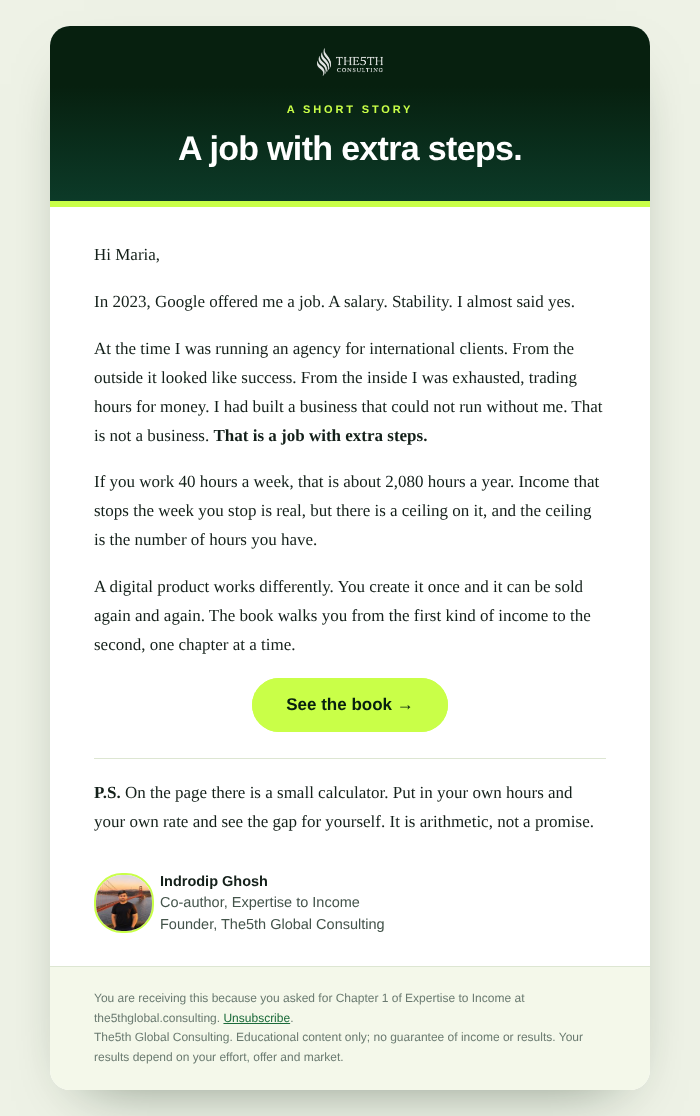 THE5TH
CONSULTING
A SHORT STORY
A job with extra steps.
Hi Maria,
In 2023, Google offered me a job. A salary. Stability. I almost said yes.
At the time I was running an agency for international clients. From the
outside it looked like success. From the inside I was exhausted, trading
hours for money. I had built a business that could not run without me. That
is not a business. That is a job with extra steps.
If you work 40 hours a week, that is about 2,080 hours a year. Income that
stops the week you stop is real, but there is a ceiling on it, and the ceiling
is the number of hours you have.
A digital product works differently. You create it once and it can be sold
again and again. The book walks you from the first kind of income to the
second, one chapter at a time.
See the book →
P.S. On the page there is a small calculator. Put in your own hours and
your own rate and see the gap for yourself. It is arithmetic, not a promise.
Indrodip Ghosh
Co-author, Expertise to Income
Founder, The5th Global Consulting
You are receiving this because you asked for Chapter 1 of Expertise to Income at
the5thglobal.consulting. Unsubscribe.
The5th Global Consulting. Educational content only; no guarantee of income or results. Your
results depend on your effort, offer and market.